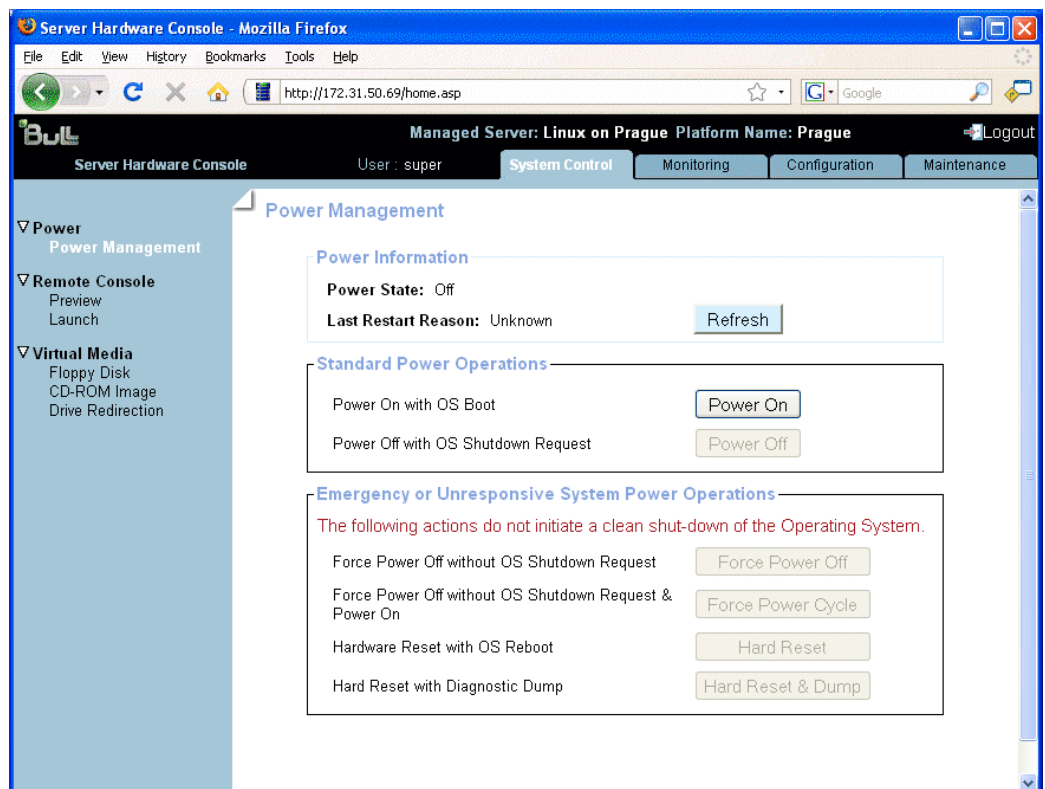 Server Hardware Console - Mozilla Firefox
File Edit View History Bookmarks Tools Help
http://172.31.50.69/home.asp
G Google
Bull
Managed Server: Linux on Prague Platform Name: Prague
Logout
Server Hardware Console
User : super
System Control
Monitoring
Configuration
Maintenance
Power
Power Management
Remote Console
Preview
Launch
Virtual Media
Floppy Disk
CD-ROM Image
Drive Redirection
Power Management
Power Information
Power State: Off
Last Restart Reason: Unknown
Refresh
Standard Power Operations
Power On with OS Boot
Power On
Power Off with OS Shutdown Request
Power Off
Emergency or Unresponsive System Power Operations
The following actions do not initiate a clean shut-down of the Operating System.
Force Power Off without OS Shutdown Request
Force Power Off
Force Power Off without OS Shutdown Request &
Power On
Force Power Cycle
Hardware Reset with OS Reboot
Hard Reset
Hard Reset with Diagnostic Dump
Hard Reset & Dump